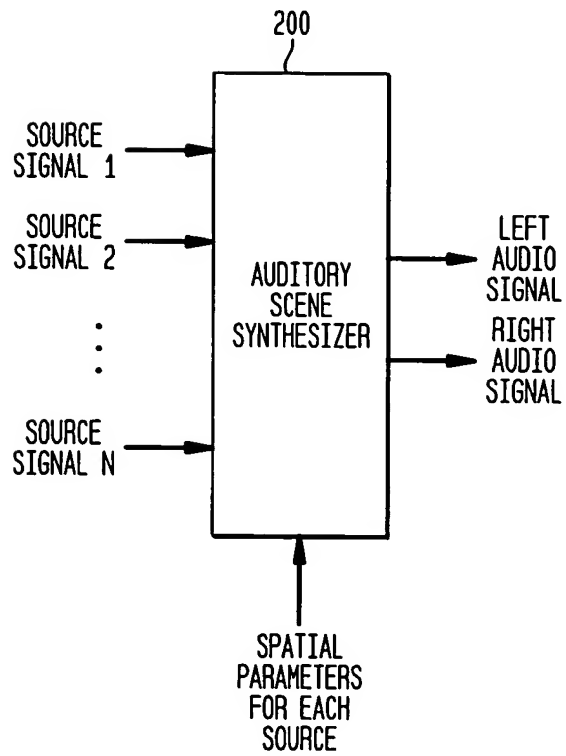 200
SOURCE
SIGNAL 1
SOURCE
SIGNAL 2
SOURCE
SIGNAL N
AUDITORY
SCENE
SYNTHESIZER
LEFT
AUDIO
SIGNAL
RIGHT
AUDIO
SIGNAL
SPATIAL
PARAMETERS
FOR EACH
SOURCE